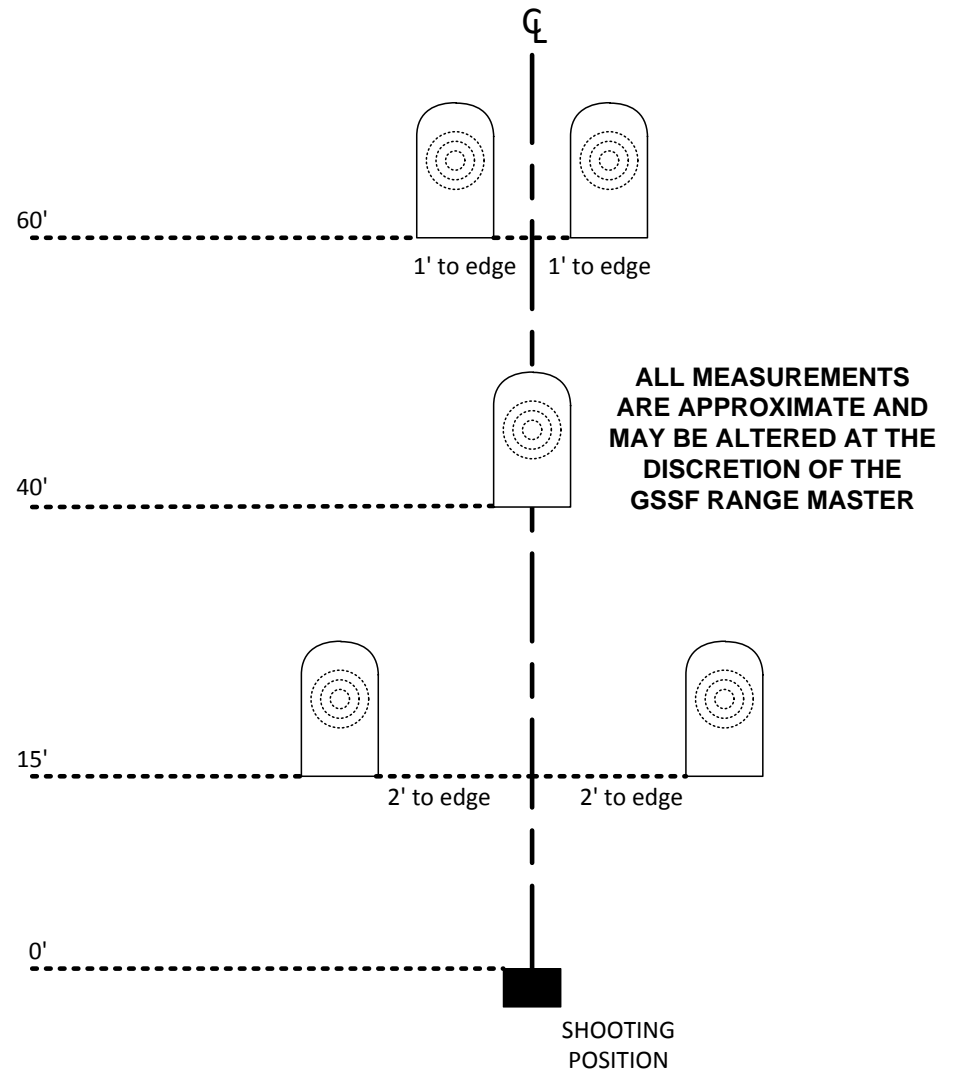 ℄
60'
1' to edge 1' to edge
ALL MEASUREMENTS
ARE APPROXIMATE AND
MAY BE ALTERED AT THE
DISCRETION OF THE
GSSF RANGE MASTER
40'
15'
2' to edge 2' to edge
0'
SHOOTING
POSITION